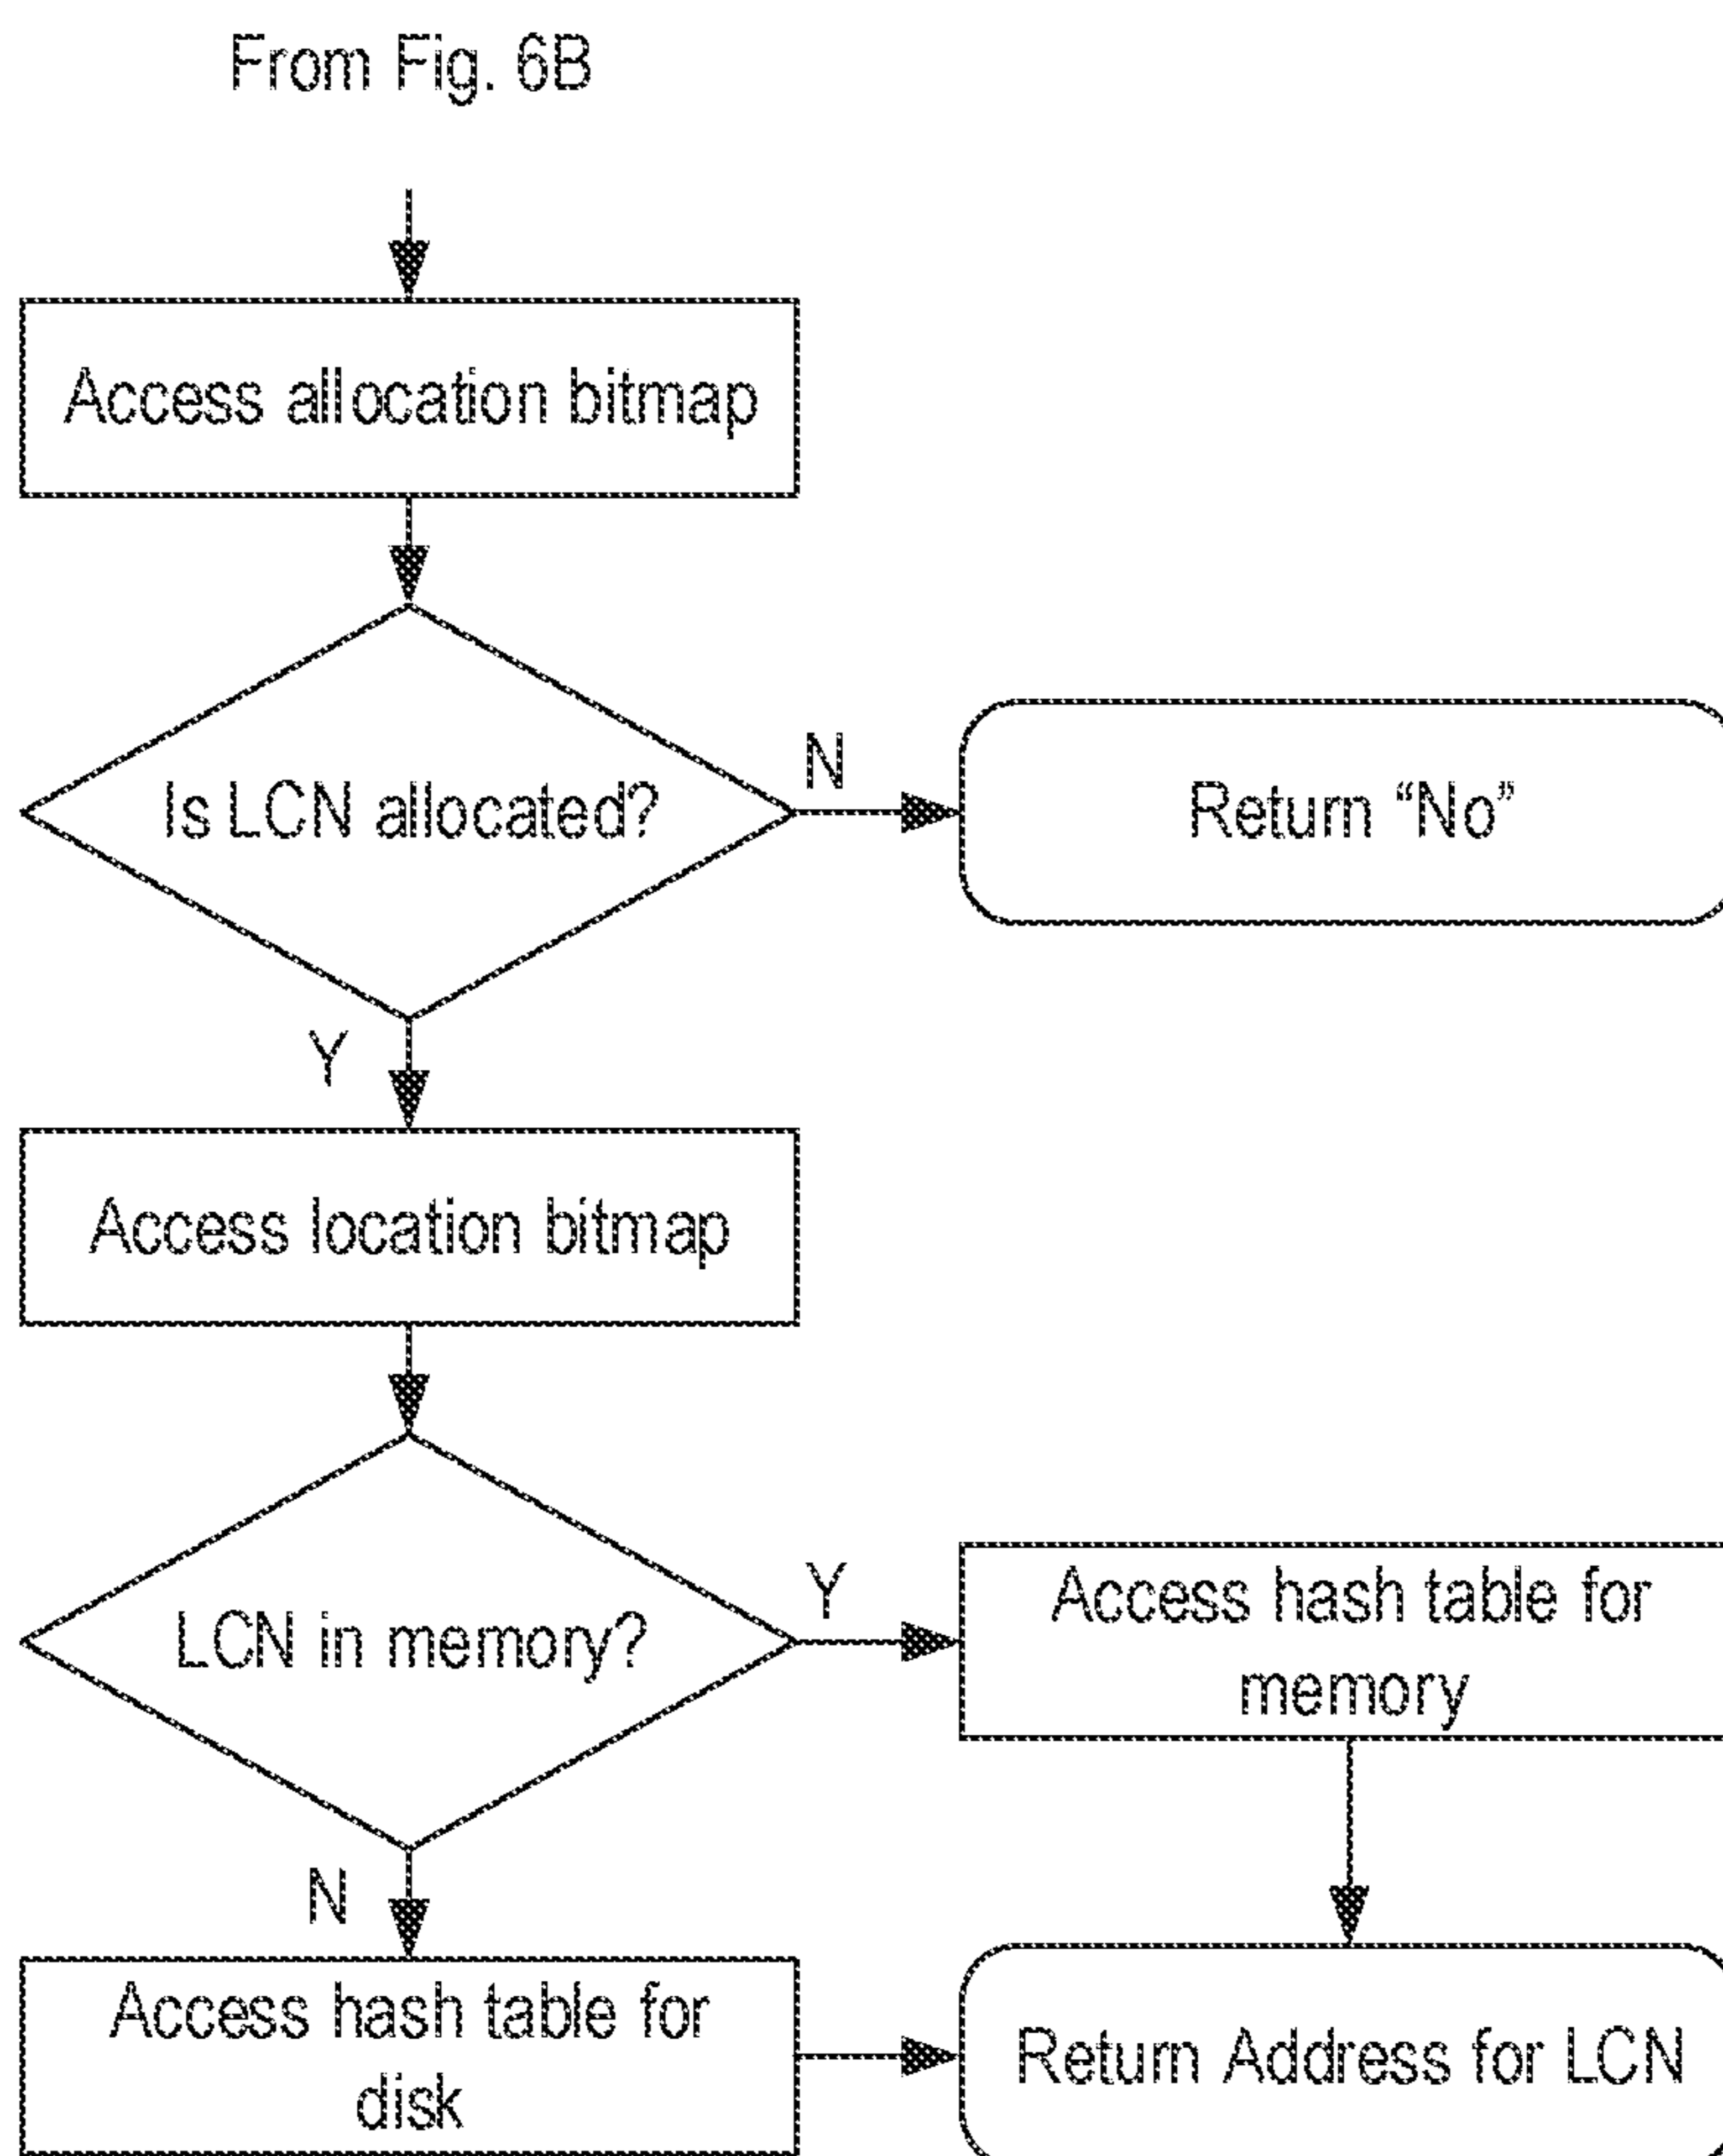 From Fig. 6B
Access allocation bitmap
Is LCN allocated?
N
Return “No”
Y
Access location bitmap
LCN in memory?
Y
Access hash table for
memory
N
Access hash table for
disk
Return Address for LCN